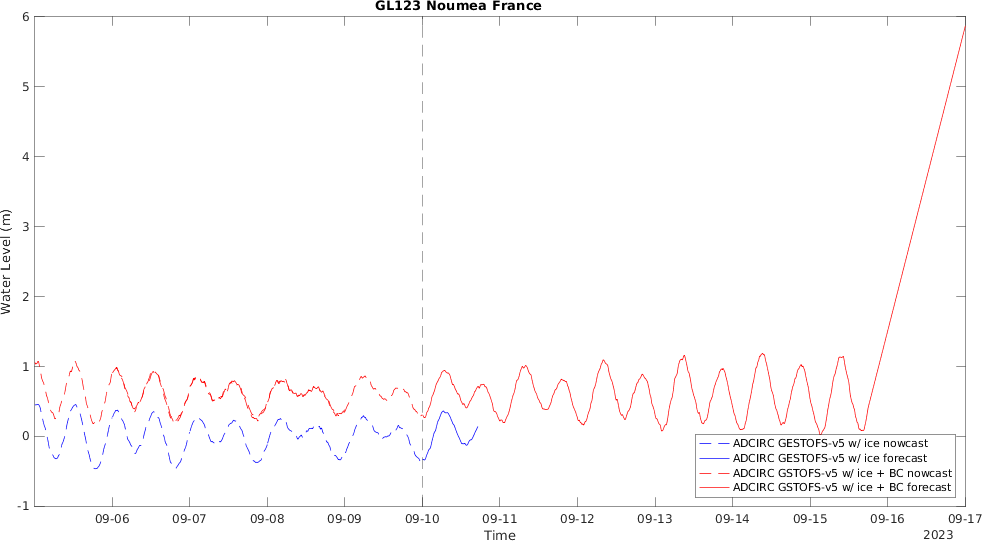 GL123 Noumea France
6
5
4
3
2
1
0
-1
Water Level (m)
ADCIRC GESTOFS-v5 w/ ice nowcast
ADCIRC GESTOFS-v5 w/ ice forecast
ADCIRC GSTOFS-v5 w/ ice + BC nowcast
ADCIRC GSTOFS-v5 w/ ice + BC forecast
09-06 09-07 09-08 09-09 09-10 09-11 09-12 09-13 09-14 09-15 09-16 09-17
Time
2023